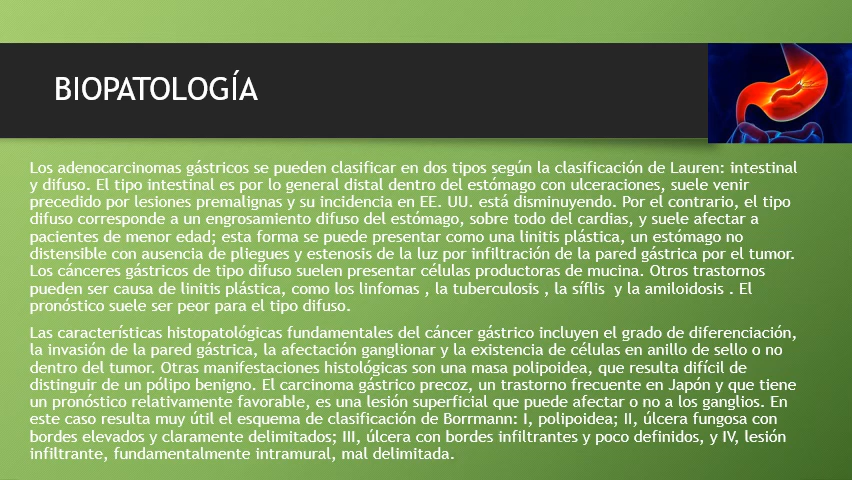 BIOPATOLOGÍA
Los adenocarcinomas gástricos se pueden clasificar en dos tipos según la clasificación de Lauren: intestinal
y difuso. El tipo intestinal es por lo general distal dentro del estómago con ulceraciones, suele venir
precedido por lesiones premalignas y su incidencia en EE. UU. está disminuyendo. Por el contrario, el tipo
difuso corresponde a un engrosamiento difuso del estómago, sobre todo del cardias, y suele afectar a
pacientes de menor edad; esta forma se puede presentar como una linitis plástica, un estómago no
distensible con ausencia de pliegues y estenosis de la luz por infiltración de la pared gástrica por el tumor.
Los cánceres gástricos de tipo difuso suelen presentar células productoras de mucina. Otros trastornos
pueden ser causa de linitis plástica, como los linfomas , la tuberculosis , la síflis  y la amiloidosis . El
pronóstico suele ser peor para el tipo difuso.
Las características histopatológicas fundamentales del cáncer gástrico incluyen el grado de diferenciación,
la invasión de la pared gástrica, la afectación ganglionar y la existencia de células en anillo de sello o no
dentro del tumor. Otras manifestaciones histológicas son una masa polipoidea, que resulta difícil de
distinguir de un pólipo benigno. El carcinoma gástrico precoz, un trastorno frecuente en Japón y que tiene
un pronóstico relativamente favorable, es una lesión superficial que puede afectar o no a los ganglios. En
este caso resulta muy útil el esquema de clasificación de Borrmann: I, polipoidea; II, úlcera fungosa con
bordes elevados y claramente delimitados; III, úlcera con bordes infiltrantes y poco definidos, y IV, lesión
infiltrante, fundamentalmente intramural, mal delimitada.